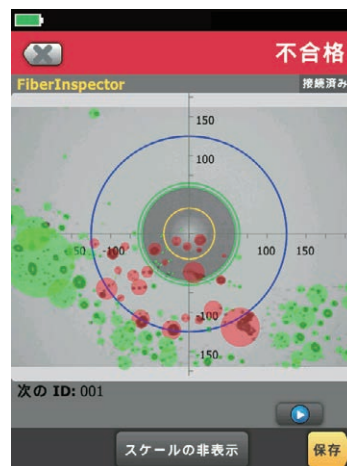 不合格
FiberInspector
接続済み
150
100
50 -100 100 150
-100
-150
次の ID: 001
スケールの非表示
保存